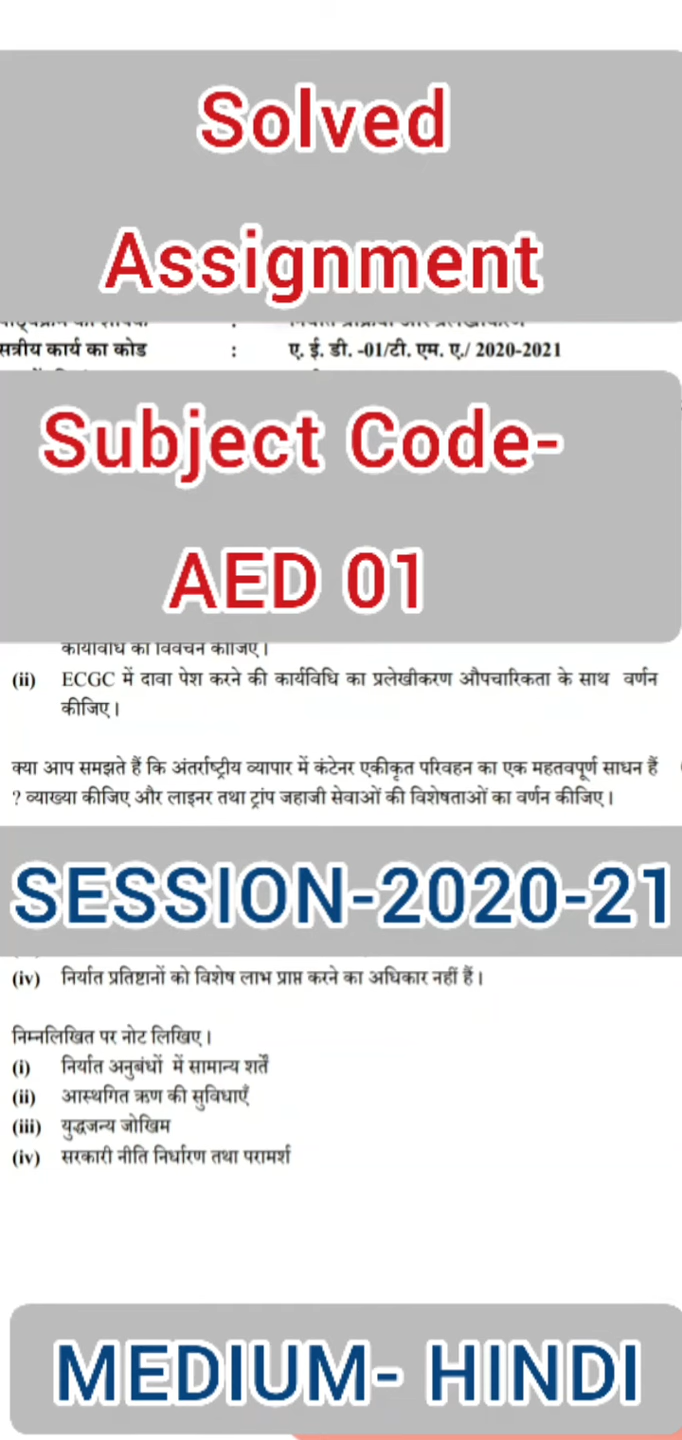 Solved
Assignment
सत्रीय कार्य का कोड : ए. ई. डी. -01/टी. एम. ए./ 2020-2021
Subject Code-
AED 01
कार्यविधि का विवेचन कीजिए।
(ii) ECGC में दावा पेश करने की कार्यविधि का प्रलेखीकरण औपचारिकता के साथ वर्णन
कीजिए।
क्या आप समझते हैं कि अंतर्राष्ट्रीय व्यापार में कंटेनर एकीकृत परिवहन का एक महतवपूर्ण साधन हैं
? व्याख्या कीजिए और लाइनर तथा ट्रांप जहाजी सेवाओं की विशेषताओं का वर्णन कीजिए।
SESSION-2020-21
(iv) निर्यात प्रतिष्टानों को विशेष लाभ प्राप्त करने का अधिकार नहीं हैं।
निम्नलिखित पर नोट लिखिए।
(i) निर्यात अनुबंधों में सामान्य शर्तें
(ii) आस्थगित ऋण की सुविधाएँ
(iii) युद्धजन्य जोखिम
(iv) सरकारी नीति निर्धारण तथा परामर्श
MEDIUM- HINDI